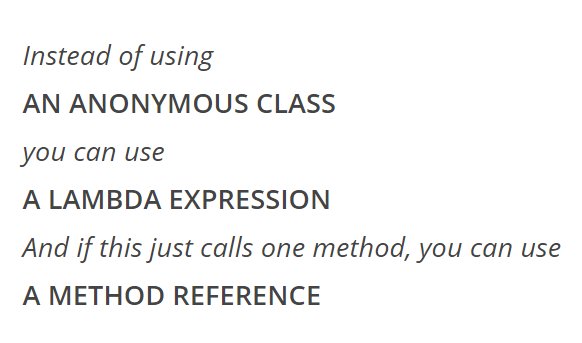 Instead of using
AN ANONYMOUS CLASS
you can use
A LAMBDA EXPRESSION
And if this just calls one method, you can use
A METHOD REFERENCE